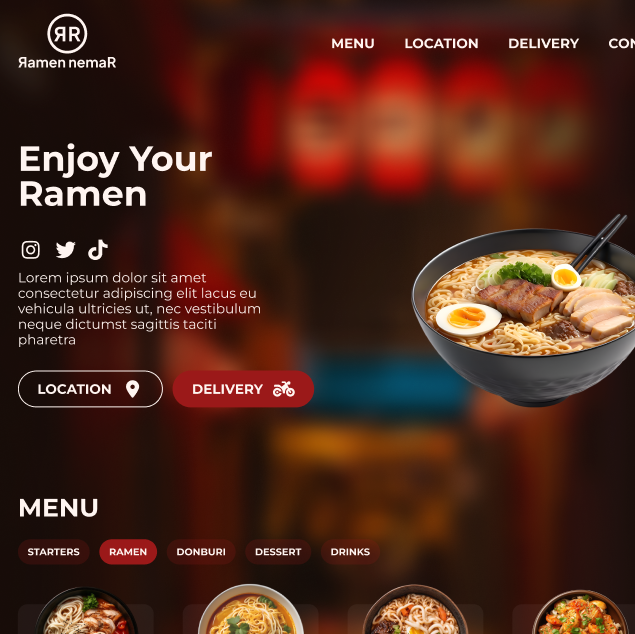 ЯR
Яamen nemaR
MENU LOCATION DELIVERY CON
Enjoy Your
Ramen
Lorem ipsum dolor sit amet
consectetur adipiscing elit lacus eu
vehicula ultricies ut, nec vestibulum
neque dictumst sagittis taciti
pharetra
LOCATION DELIVERY
MENU
STARTERS RAMEN DONBURI DESSERT DRINKS